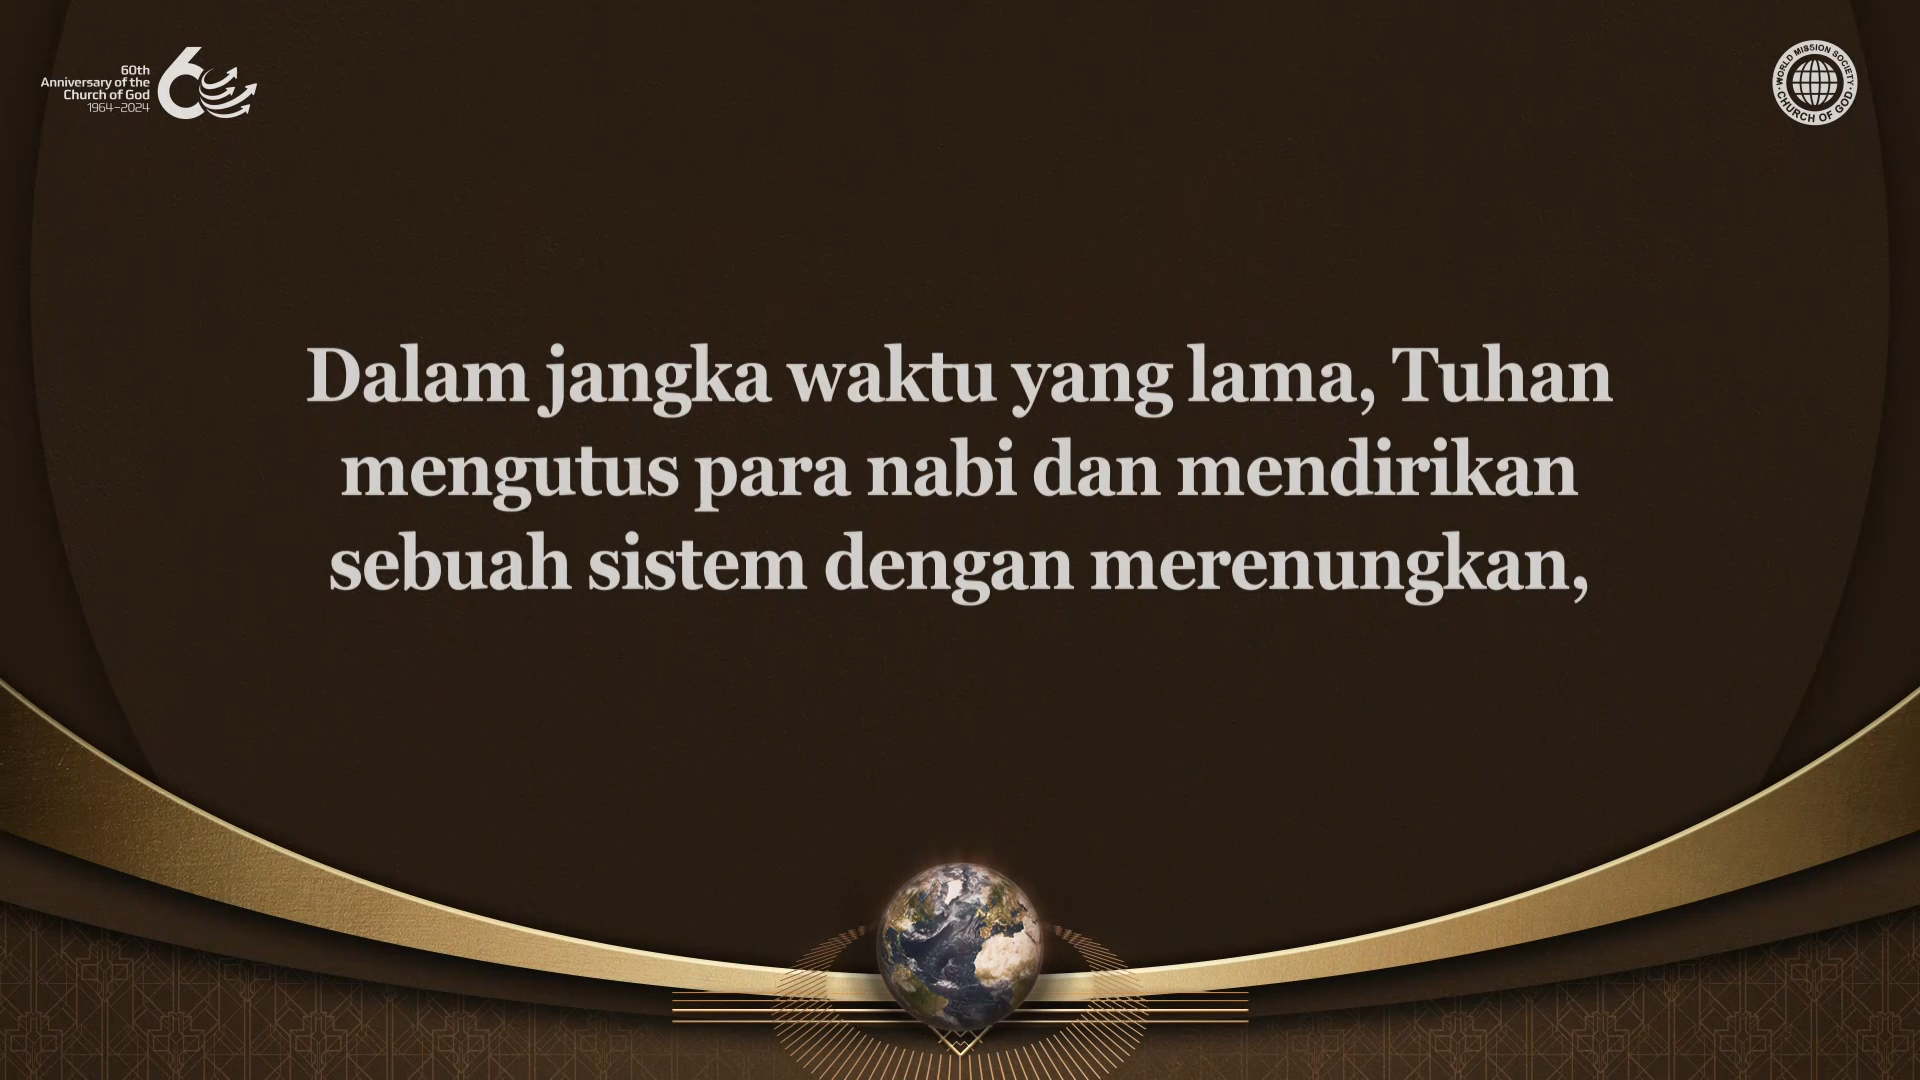 60th
Anniversary of the
Church of God
1964–2024
60
WORLD MISSION SOCIETY
CHURCH OF GOD
Dalam jangka waktu yang lama, Tuhan
mengutus para nabi dan mendirikan
sebuah sistem dengan merenungkan,